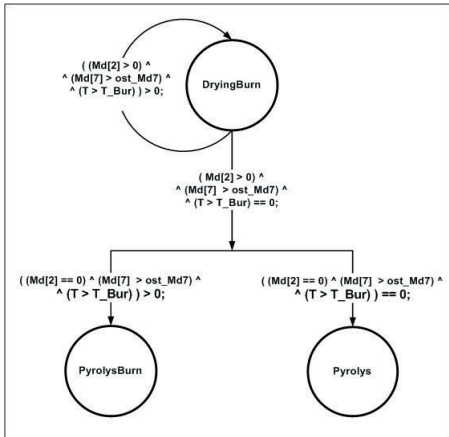 ( (Md[2] > 0) ^
^ (Md[7] > ost_Md7) ^
^ (T > T_Bur) ) > 0;
DryingBurn
( Md[2] > 0) ^
^ (Md[7] > ost_Md7) ^
^ (T > T_Bur) == 0;
( (Md[2] == 0) ^ (Md[7] > ost_Md7) ^
^ (T > T_Bur) ) > 0;
( (Md[2] == 0) ^ (Md[7] > ost_Md7) ^
^ (T > T_Bur) ) == 0;
PyrolysBurn
Pyrolys